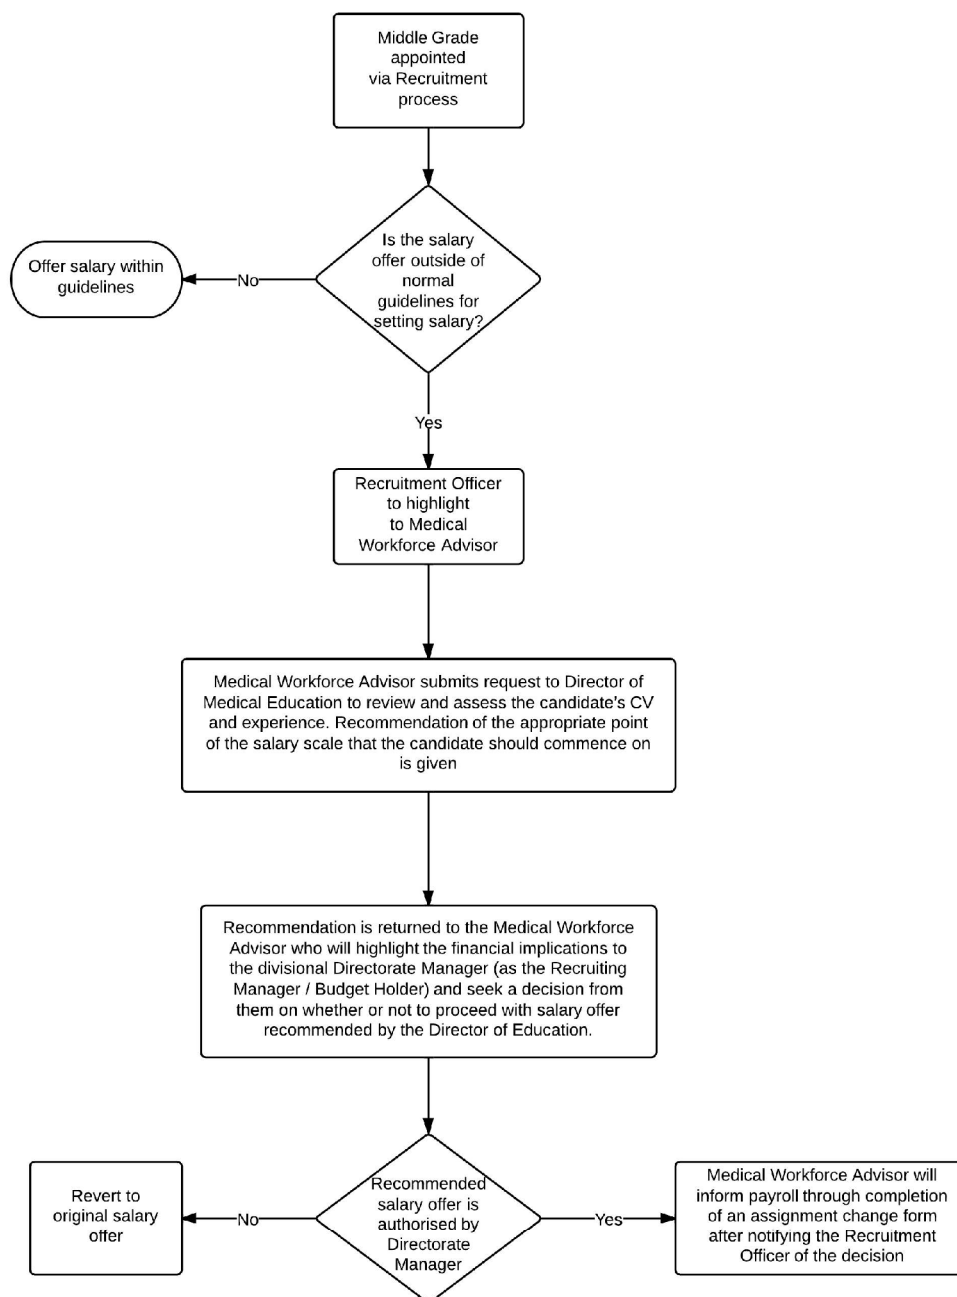 Middle Grade
appointed
via Recruitment
process
Is the salary
offer outside of
normal
guidelines for
setting salary?
Offer salary within
guidelines
No
Yes
Recruitment Officer
to highlight
to Medical
Workforce Advisor
Medical Workforce Advisor submits request to Director of
Medical Education to review and assess the candidate's CV
and experience. Recommendation of the appropriate point
of the salary scale that the candidate should commence on
is given
Recommendation is returned to the Medical Workforce
Advisor who will highlight the financial implications to
the divisional Directorate Manager (as the Recruiting
Manager / Budget Holder) and seek a decision from
them on whether or not to proceed with salary offer
recommended by the Director of Education.
Recommended
salary offer is
authorised by
Directorate
Manager
Revert to
original salary
offer
No
Yes
Medical Workforce Advisor will
inform payroll through completion
of an assignment change form
after notifying the Recruitment
Officer of the decision